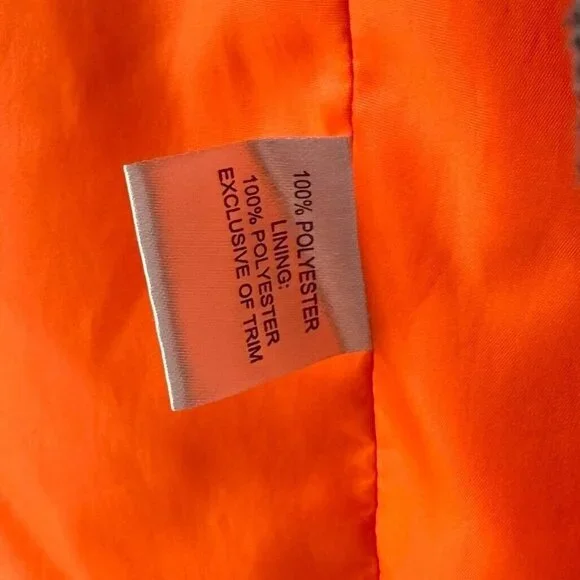 100% POLYESTER
LINING:
100% POLYESTER
EXCLUSIVE OF TRIM